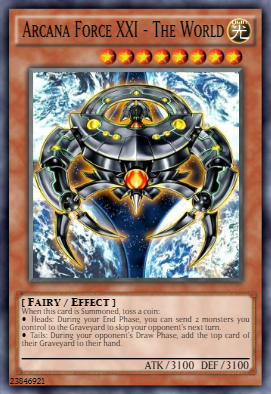 ARCANA FORCE XXI - THE WORLD
LIGHT
光
[ FAIRY / EFFECT ]
When this card is Summoned, toss a coin:
● Heads: During your End Phase, you can send 2 monsters you
control to the Graveyard to skip your opponent's next turn.
● Tails: During your opponent's Draw Phase, add the top card of
their Graveyard to their hand.
ATK / 3100 DEF / 3100
23846921